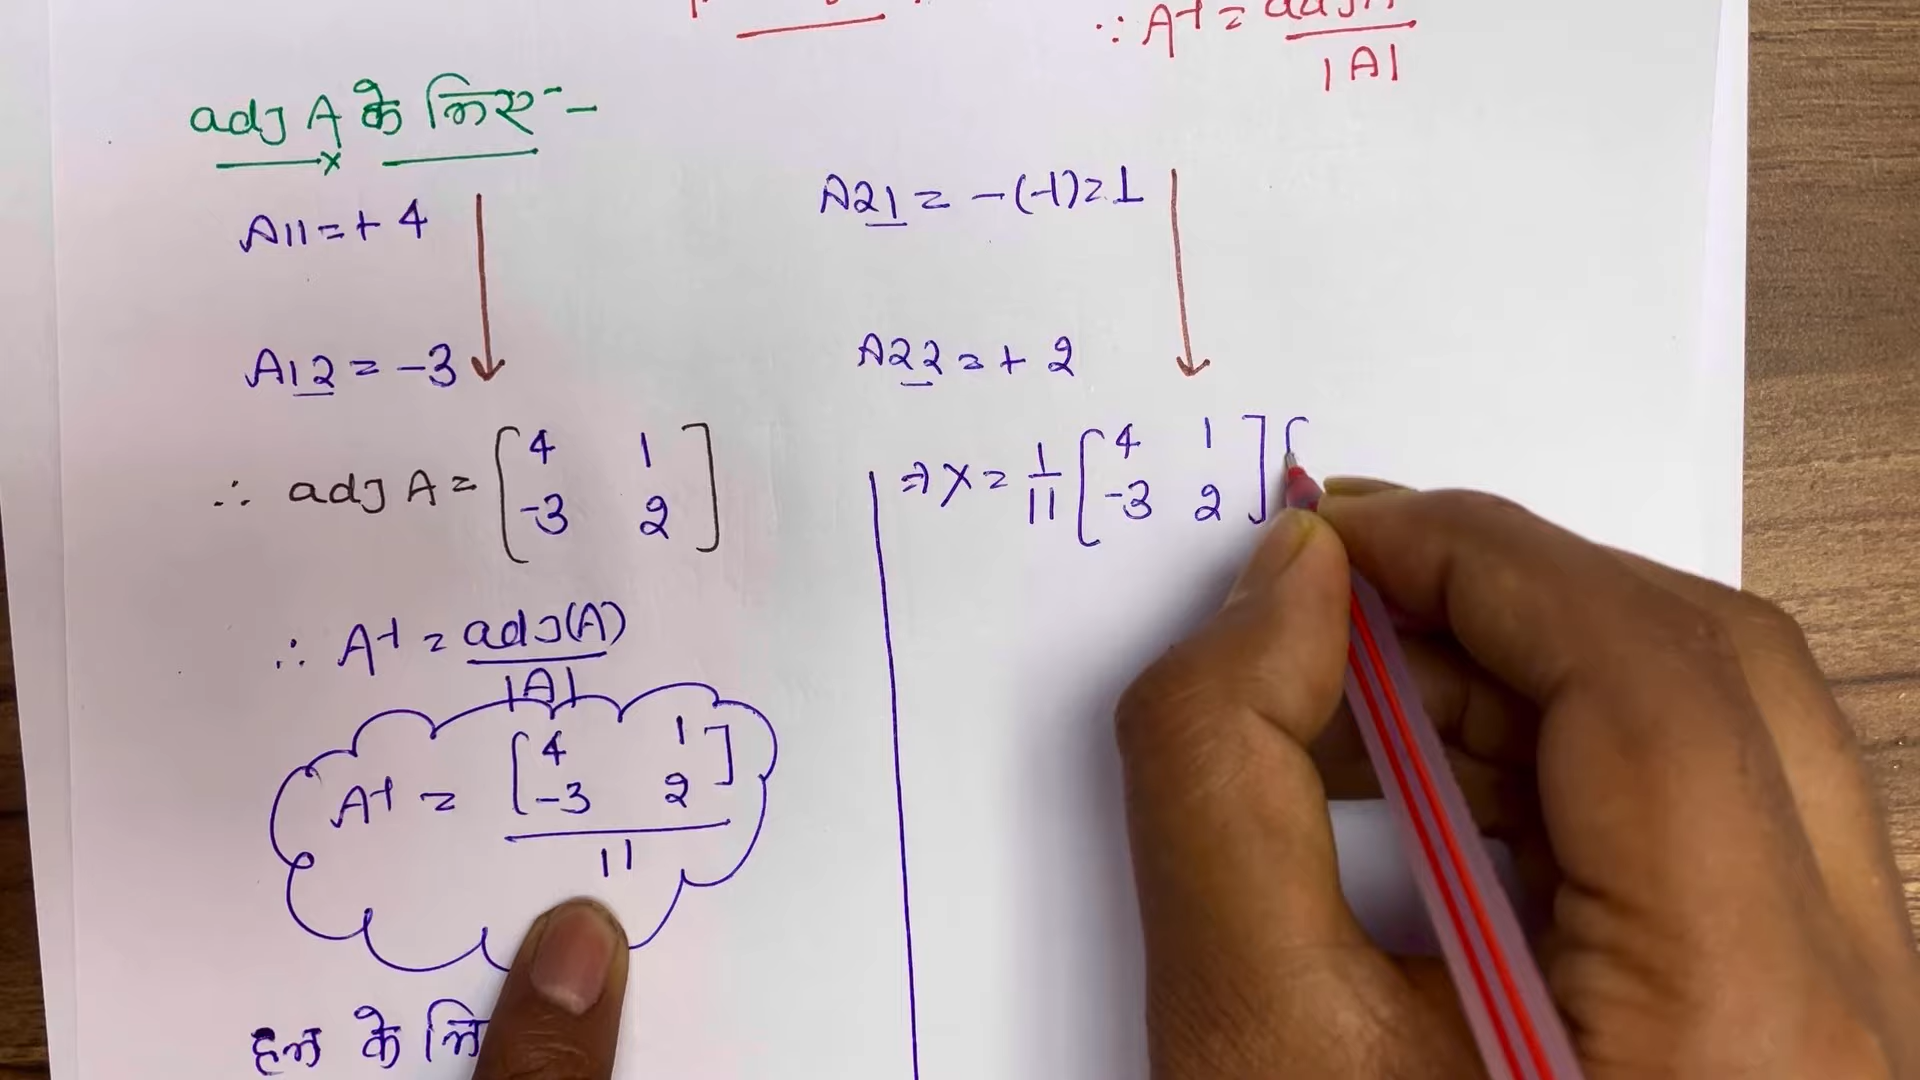 ∵ A⁻¹ = adjA
|A|
adj A के लिए :-
A11 = + 4
A12 = -3
A21 = -(-1) = 1
A22 = + 2
∴ adj A = [4 1
-3 2]
∴ A⁻¹ = adj(A)
|A|
A⁻¹ = [4 1
-3 2]
11
हल के लि
⇒ X = 1/11 [4 1
-3 2] [